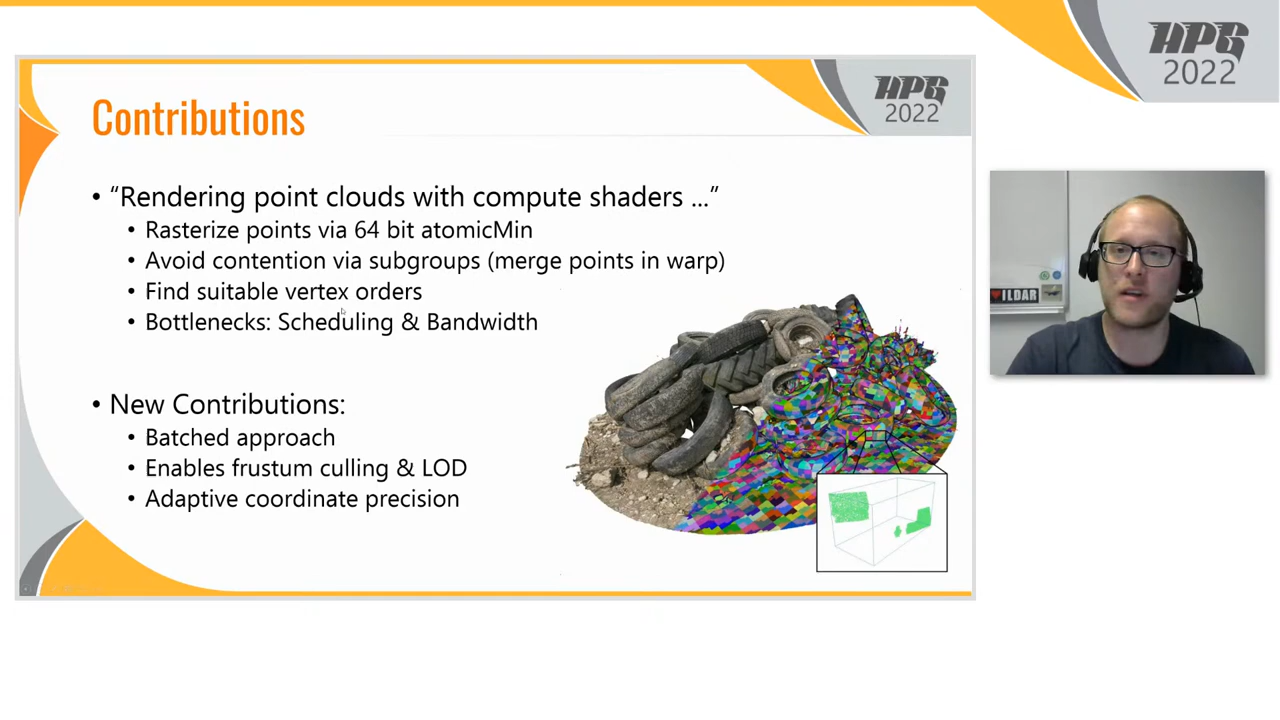 HPG
2022
HPG
2022
Contributions
• “Rendering point clouds with compute shaders ...”
• Rasterize points via 64 bit atomicMin
• Avoid contention via subgroups (merge points in warp)
• Find suitable vertex orders
• Bottlenecks: Scheduling & Bandwidth
• New Contributions:
• Batched approach
• Enables frustum culling & LOD
• Adaptive coordinate precision
ILDAR